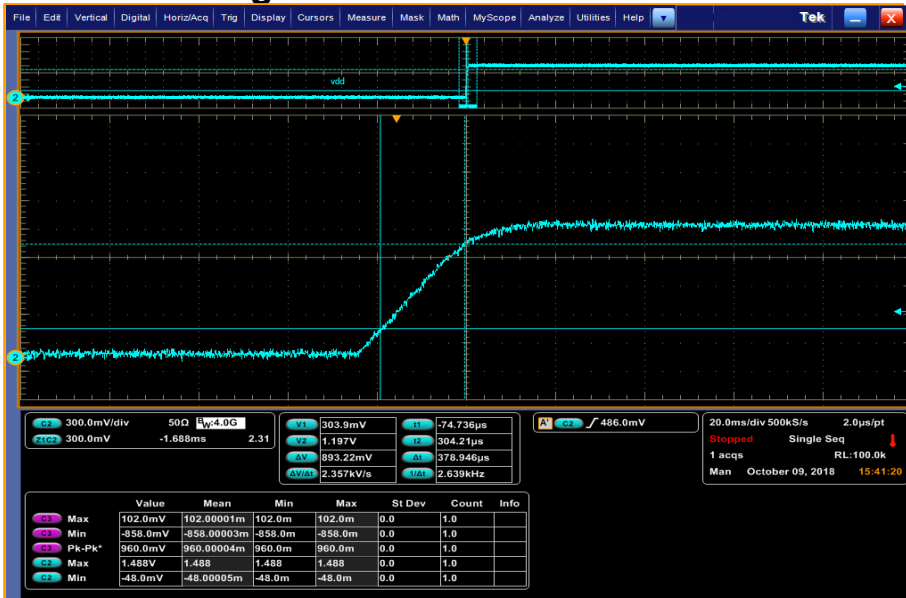 File Edit Vertical Digital Horiz/Acq Trig Display Cursors Measure Mask Math MyScope Analyze Utilities Help Tek X
vdd
2
2
C2 300.0mV/div 50Ω BW:4.0G
Z1C2 300.0mV -1.688ms 2.31
V1 303.9mV t1 -74.736µs
V2 1.197V t2 304.21µs
ΔV 893.22mV Δt 378.946µs
ΔV/Δt 2.357kV/s 1/Δt 2.639kHz
A' C2 486.0mV
20.0ms/div 500kS/s 2.0µs/pt
Stopped Single Seq
1 acqs RL:100.0k
Man October 09, 2018 15:41:20
Value Mean Min Max St Dev Count Info
C3 Max 102.0mV 102.00001m 102.0m 102.0m 0.0 1.0
C3 Min -858.0mV -858.00003m -858.0m -858.0m 0.0 1.0
C3 Pk-Pk* 960.0mV 960.00004m 960.0m 960.0m 0.0 1.0
C2 Max 1.488V 1.488 1.488 1.488 0.0 1.0
C2 Min -48.0mV -48.00005m -48.0m -48.0m 0.0 1.0